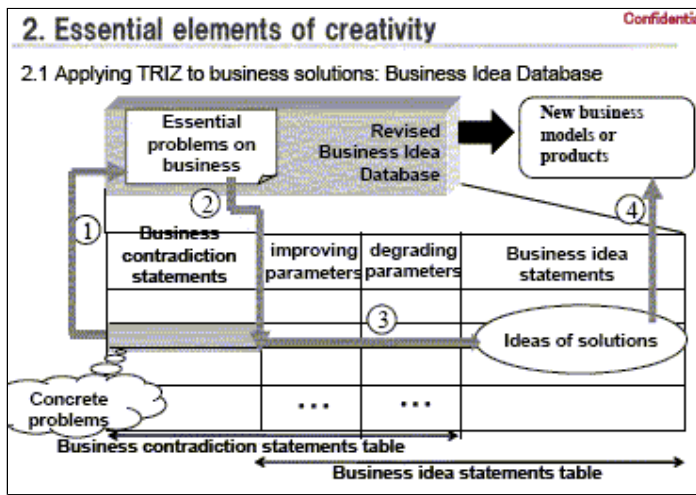 Confidentia
2. Essential elements of creativity
2.1 Applying TRIZ to business solutions: Business Idea Database
Essential
problems on
business
Revised
Business Idea
Database
New business
models or
products
①
②
④
Business
contradiction
statements
improving
parameters
degrading
parameters
Business idea
statements
③
Ideas of solutions
Concrete
problems
...
...
Business contradiction statements table
Business idea statements table